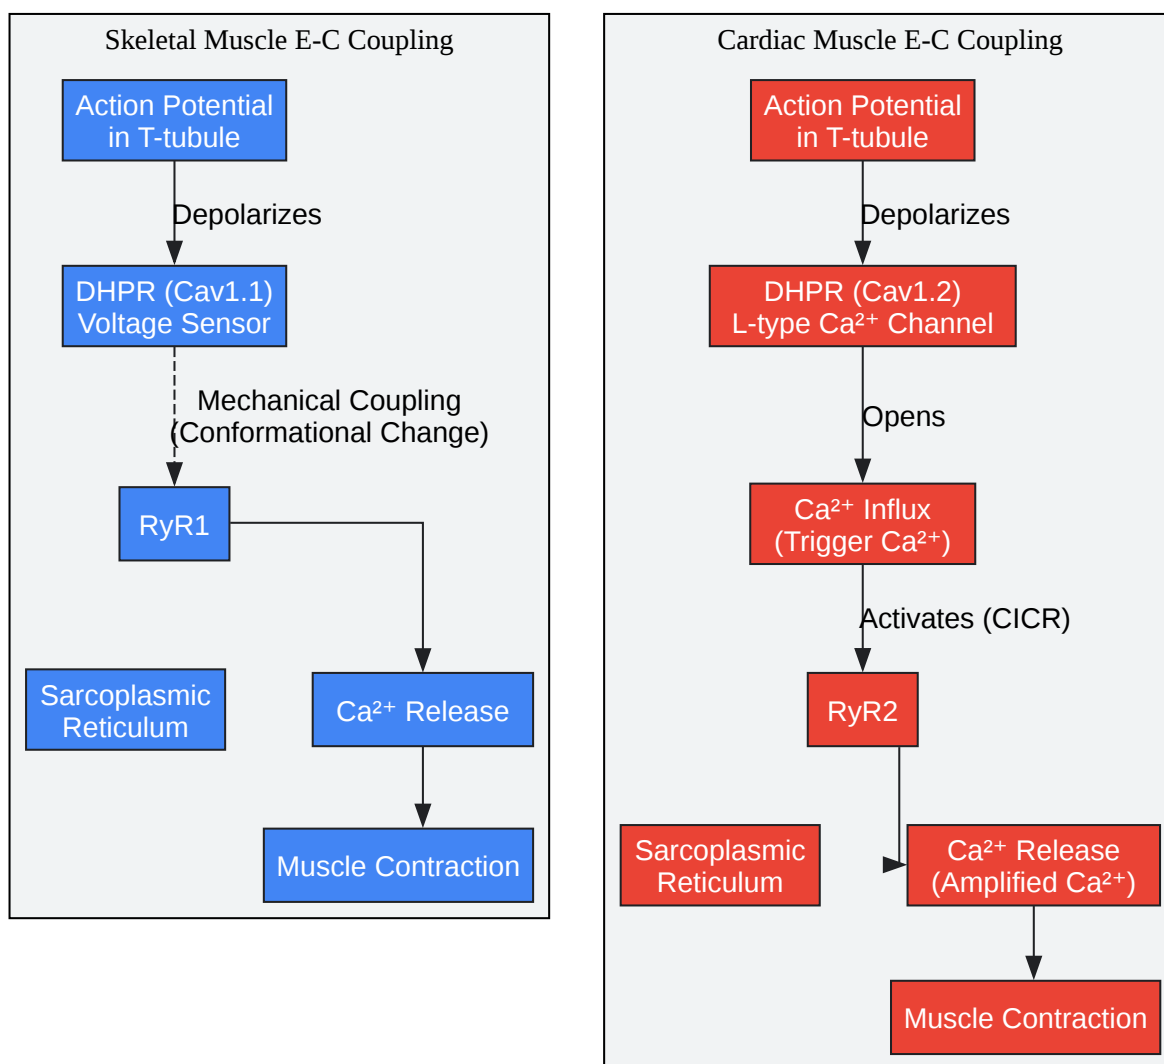 Skeletal Muscle E-C Coupling
Action Potential
in T-tubule
Depolarizes
DHPR (Cav1.1)
Voltage Sensor
Mechanical Coupling
(Conformational Change)
RyR1
Sarcoplasmic
Reticulum
Ca²⁺ Release
Muscle Contraction
Cardiac Muscle E-C Coupling
Action Potential
in T-tubule
Depolarizes
DHPR (Cav1.2)
L-type Ca²⁺ Channel
Opens
Ca²⁺ Influx
(Trigger Ca²⁺)
Activates (CICR)
RyR2
Sarcoplasmic
Reticulum
Ca²⁺ Release
(Amplified Ca²⁺)
Muscle Contraction